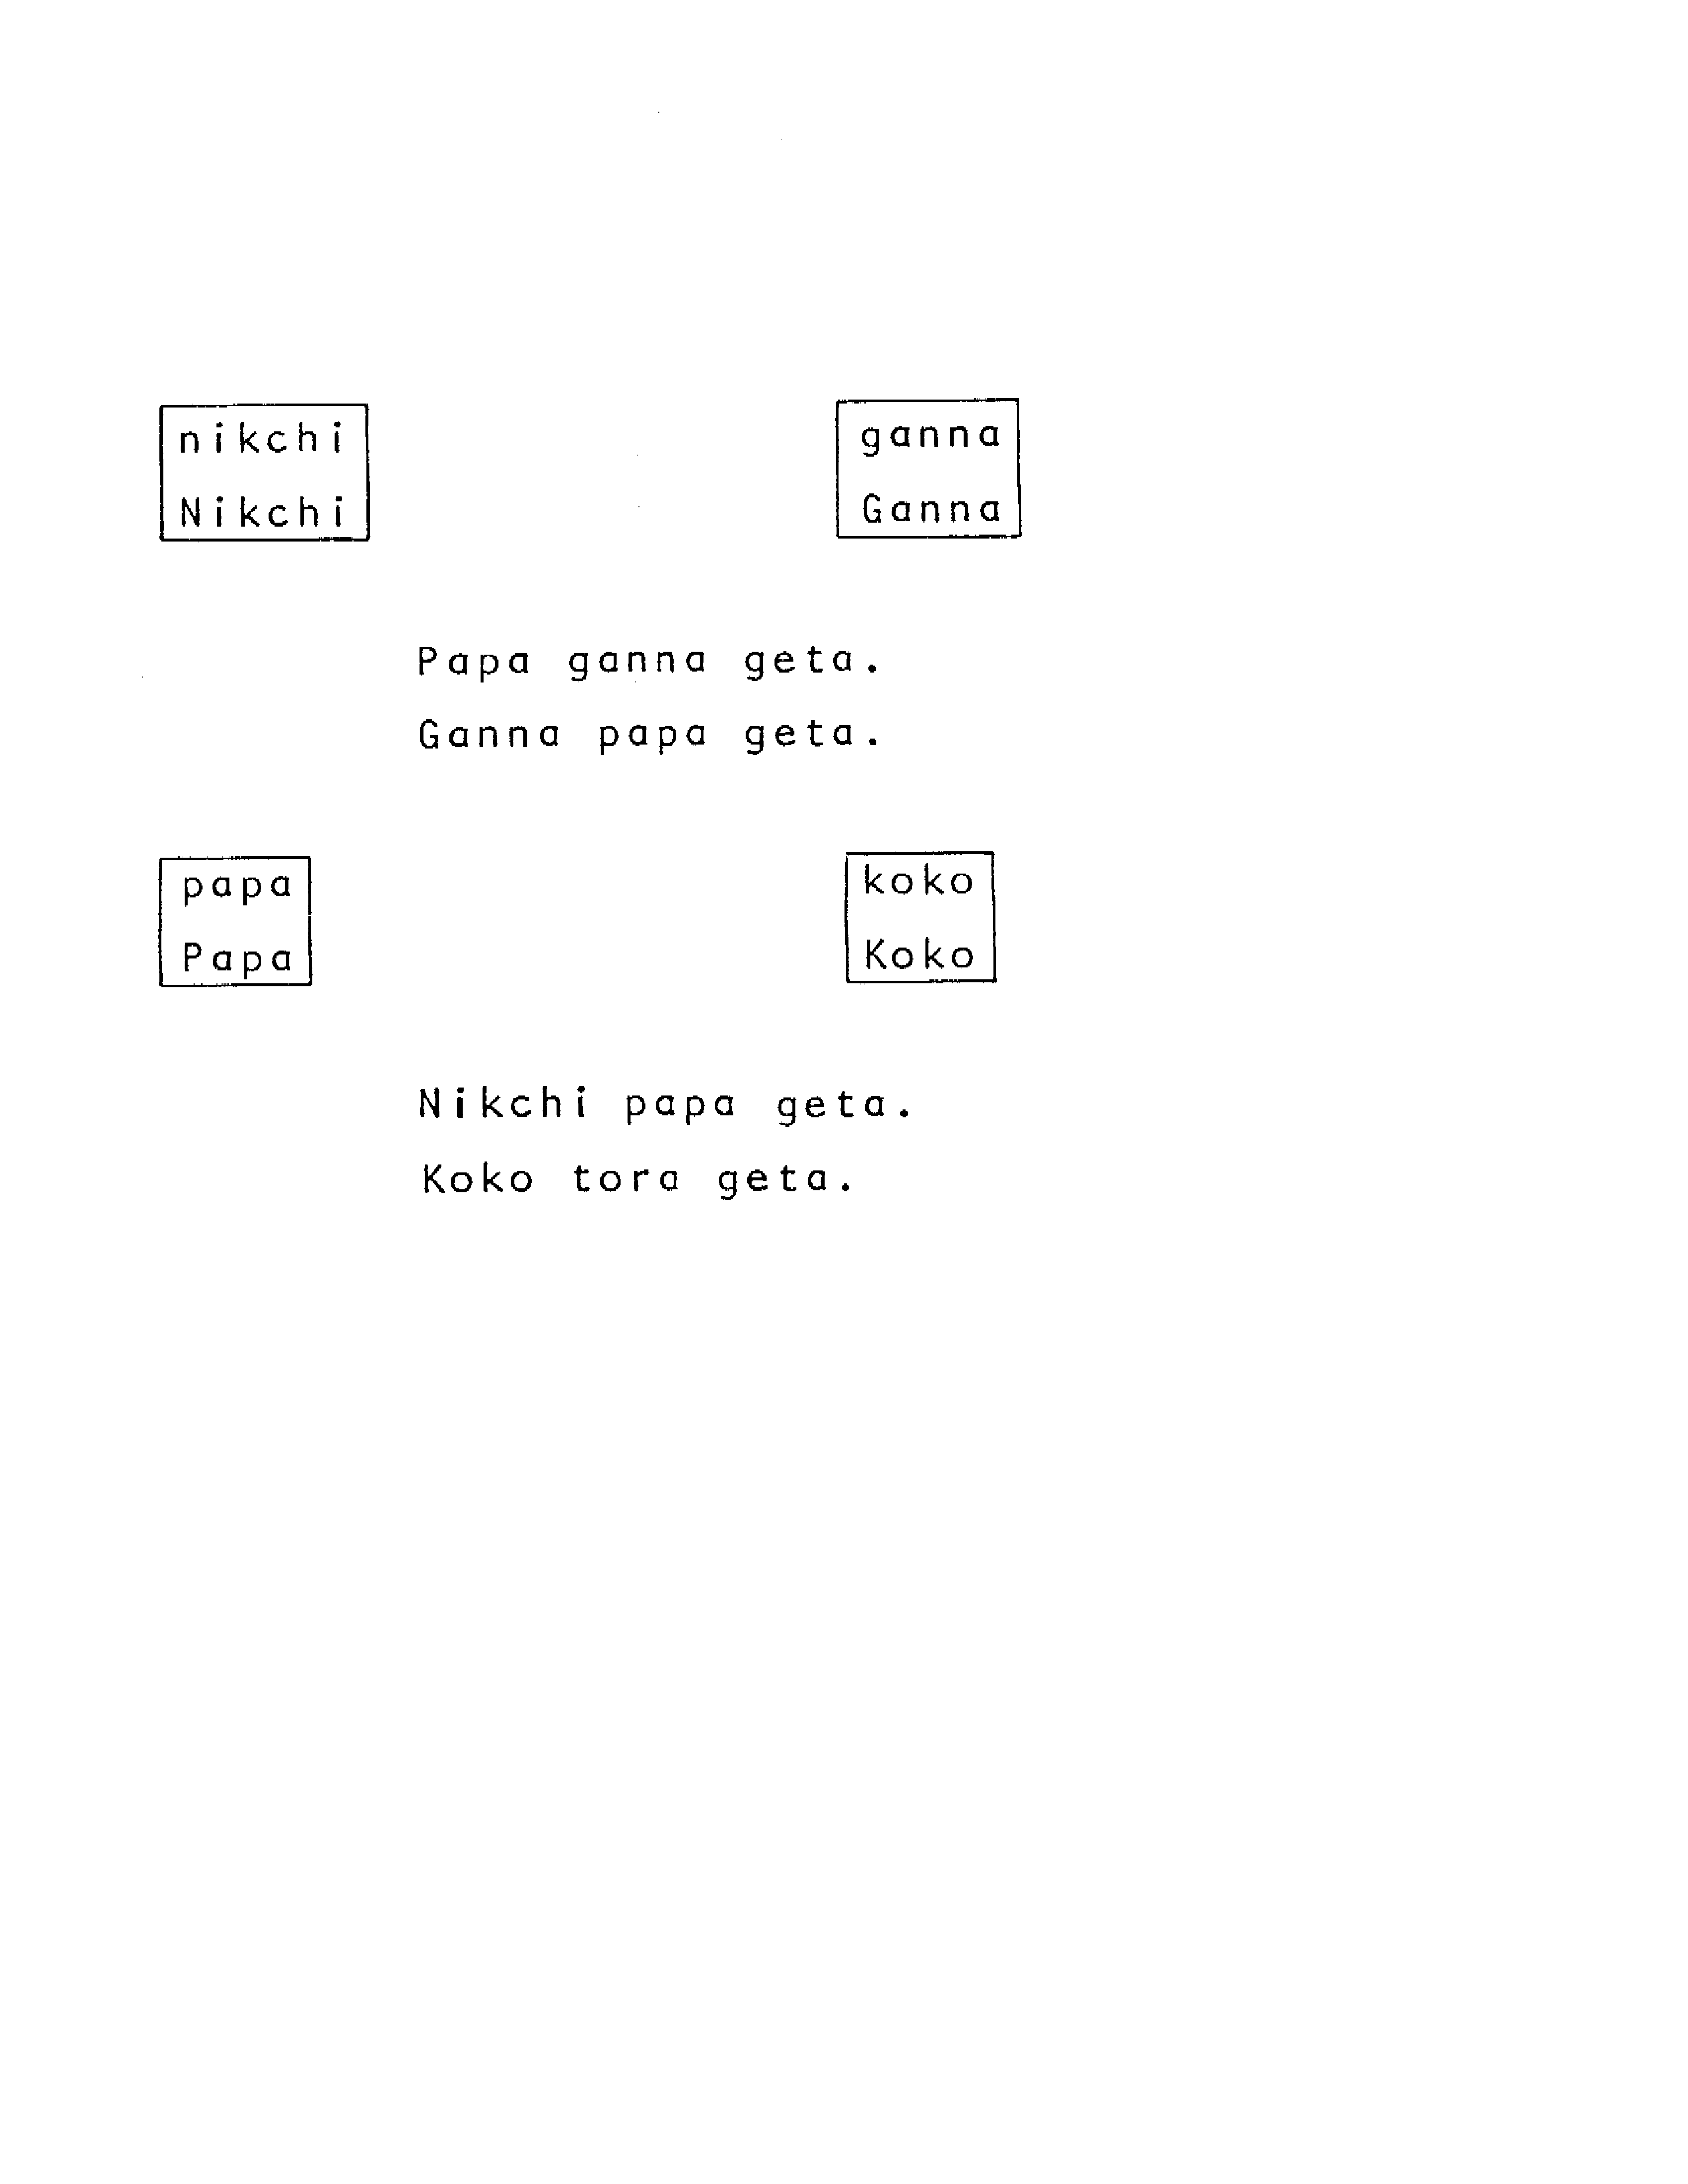 nikchi
Nikchi
ganna
Ganna
Papa ganna geta.
Ganna papa geta.
papa
Papa
koko
Koko
Nikchi papa geta.
Koko tora geta.